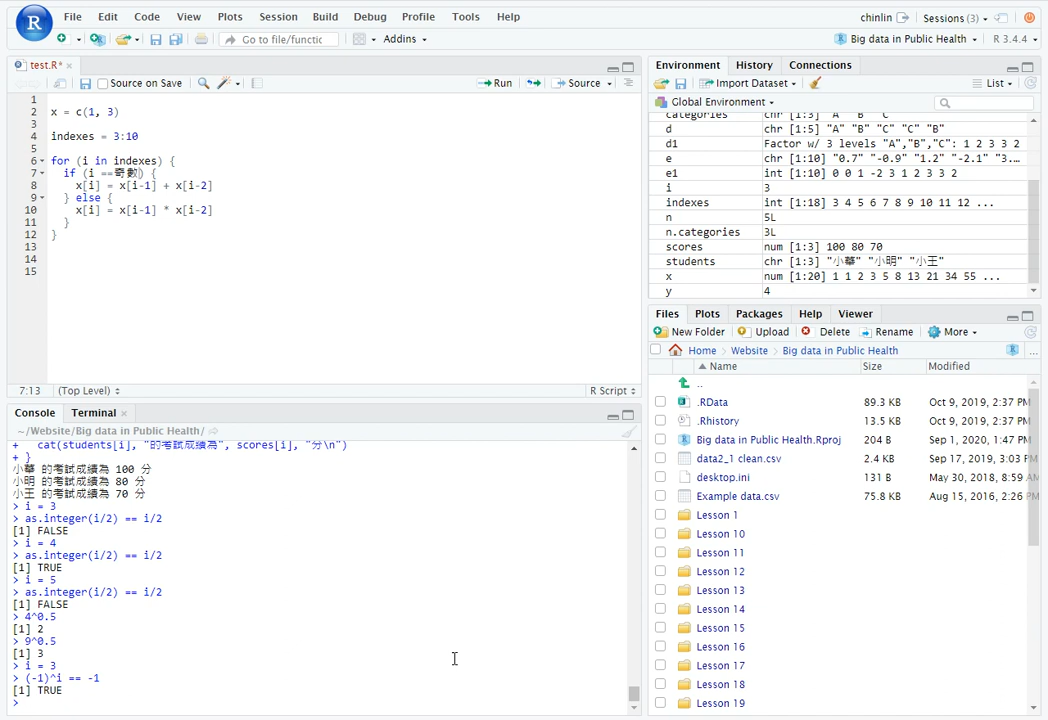 R File Edit Code View Plots Session Build Debug Profile Tools Help chinlin Sessions (3)
Go to file/functic Addins Big data in Public Health R 3.4.4
test.R*
Source on Save Run Source
1
2 x = c(1, 3)
3
4 indexes = 3:10
5
6 for (i in indexes) {
7 if (i ==奇數) {
8 x[i] = x[i-1] + x[i-2]
9 } else {
10 x[i] = x[i-1] * x[i-2]
11 }
12 }
13
14
15
7:13 (Top Level) R Script
Console Terminal
~/Website/Big data in Public Health/
+ cat(students[i], "的考試成績為", scores[i], "分\n")
+ }
小華 的考試成績為 100 分
小明 的考試成績為 80 分
小王 的考試成績為 70 分
> i = 3
> as.integer(i/2) == i/2
[1] FALSE
> i = 4
> as.integer(i/2) == i/2
[1] TRUE
> i = 5
> as.integer(i/2) == i/2
[1] FALSE
> 4^0.5
[1] 2
> 9^0.5
[1] 3
> i = 3
> (-1)^i == -1
[1] TRUE
>
Environment History Connections
Import Dataset List
Global Environment
categories chr [1:3] "A" "B" "C"
d chr [1:5] "A" "B" "C" "C" "B"
d1 Factor w/ 3 levels "A","B","C": 1 2 3 3 2
e chr [1:10] "0.7" "-0.9" "1.2" "-2.1" "3.…
e1 int [1:10] 0 0 1 -2 3 1 2 3 3 2
i 3
indexes int [1:18] 3 4 5 6 7 8 9 10 11 12 ...
n 5L
n.categories 3L
scores num [1:3] 100 80 70
students chr [1:3] "小華" "小明" "小王"
x num [1:20] 1 1 2 3 5 8 13 21 34 55 ...
y 4
Files Plots Packages Help Viewer
New Folder Upload Delete Rename More
Home Website Big data in Public Health ...
Name Size Modified
..
.RData 89.3 KB Oct 9, 2019, 2:37 PM
.Rhistory 13.5 KB Oct 9, 2019, 2:37 PM
Big data in Public Health.Rproj 204 B Sep 1, 2020, 1:47 PM
data2_1 clean.csv 2.4 KB Sep 17, 2019, 3:03 PM
desktop.ini 131 B May 30, 2018, 8:59 A
Example data.csv 75.8 KB Aug 15, 2016, 2:26 PM
Lesson 1
Lesson 10
Lesson 11
Lesson 12
Lesson 13
Lesson 14
Lesson 15
Lesson 16
Lesson 17
Lesson 18
Lesson 19